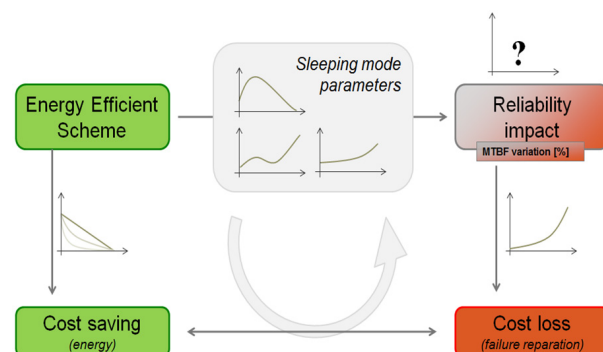 Sleeping mode
parameters
?
Energy Efficient
Scheme
Reliability
impact
MTBF variation [%]
Cost saving
(energy)
Cost loss
(failure reparation)